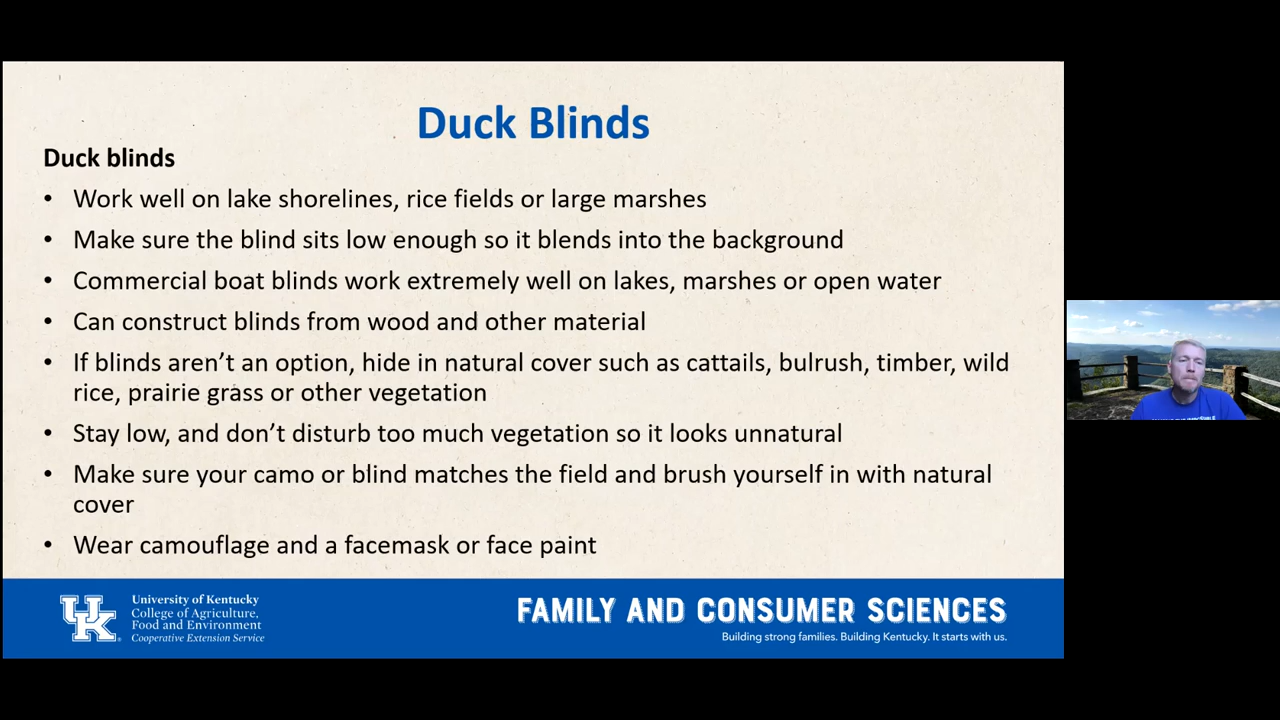 Duck Blinds
Duck blinds
• Work well on lake shorelines, rice fields or large marshes
• Make sure the blind sits low enough so it blends into the background
• Commercial boat blinds work extremely well on lakes, marshes or open water
• Can construct blinds from wood and other material
• If blinds aren't an option, hide in natural cover such as cattails, bulrush, timber, wild
rice, prairie grass or other vegetation
• Stay low, and don't disturb too much vegetation so it looks unnatural
• Make sure your camo or blind matches the field and brush yourself in with natural
cover
• Wear camouflage and a facemask or face paint
UK
University of Kentucky
College of Agriculture,
Food and Environment
Cooperative Extension Service
FAMILY AND CONSUMER SCIENCES
Building strong families. Building Kentucky. It starts with us.